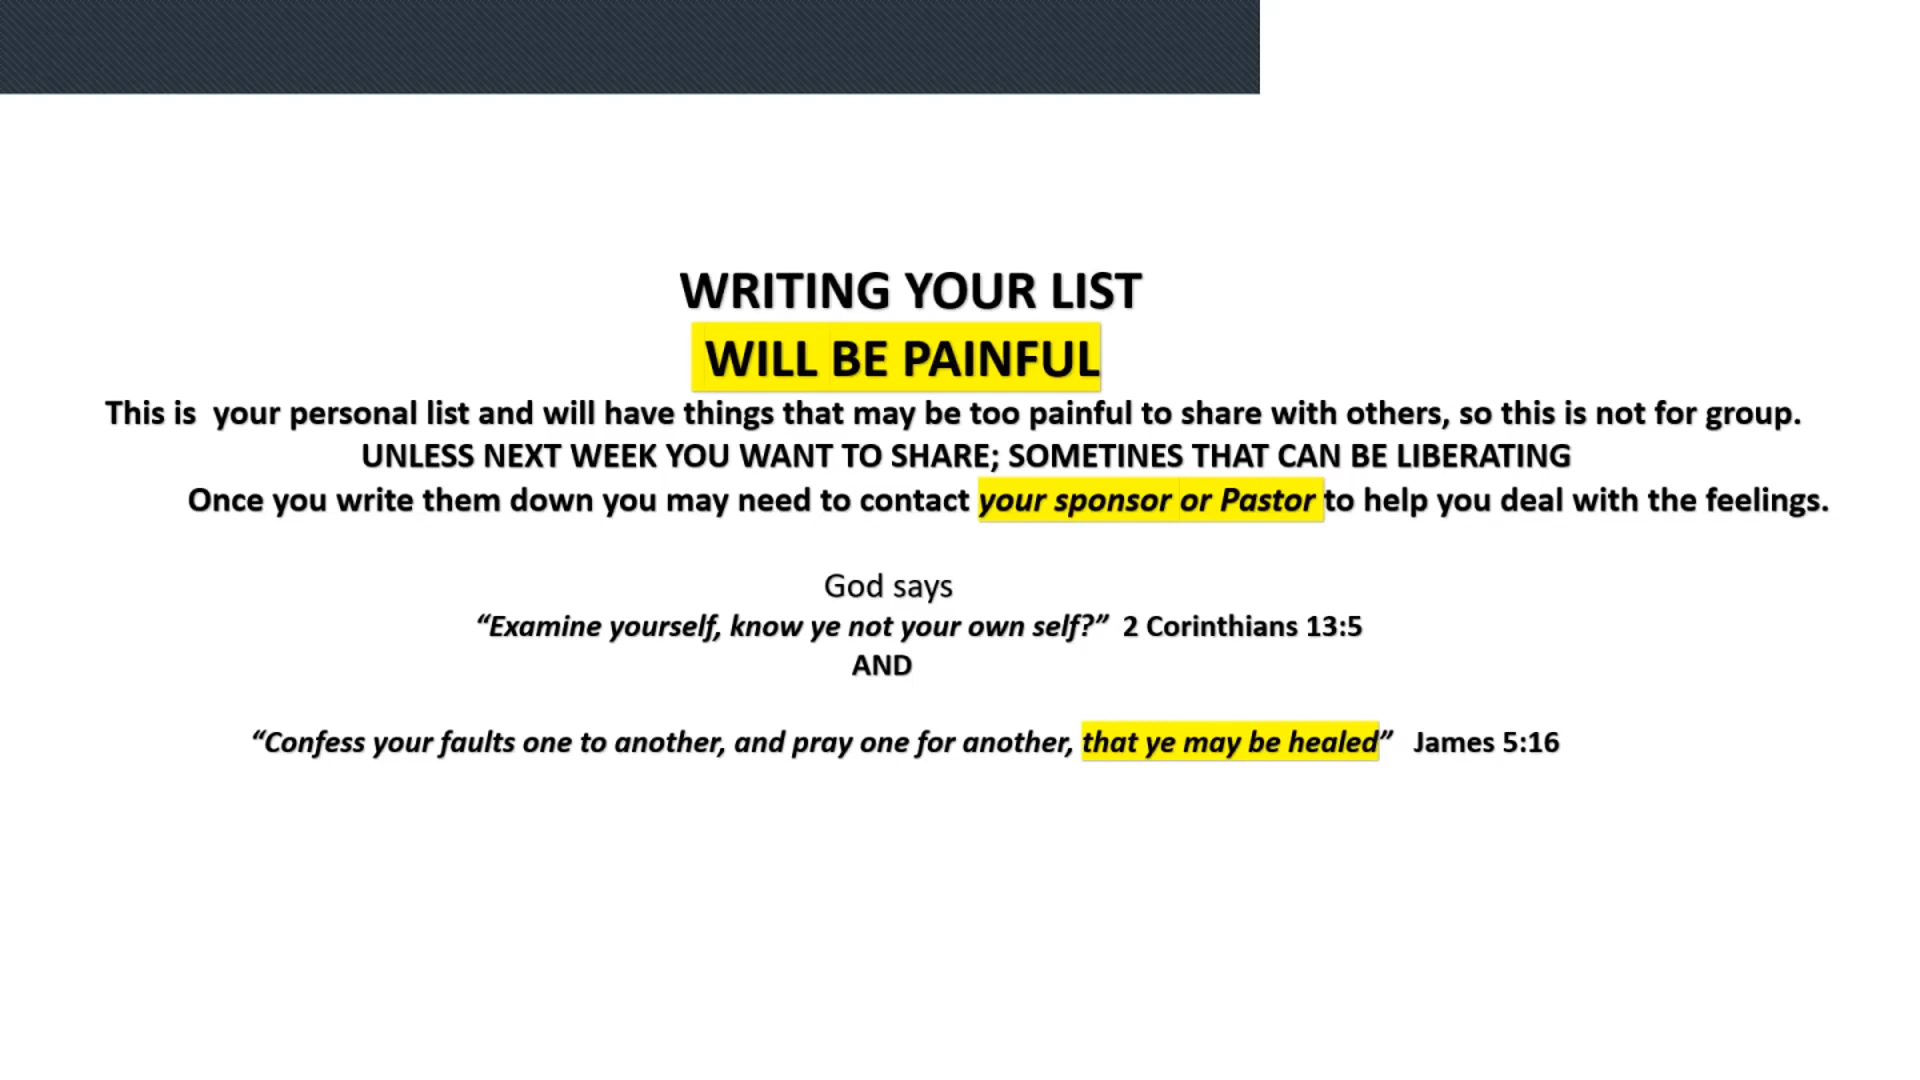 WRITING YOUR LIST
WILL BE PAINFUL
This is  your personal list and will have things that may be too painful to share with others, so this is not for group.
UNLESS NEXT WEEK YOU WANT TO SHARE; SOMETINES THAT CAN BE LIBERATING
Once you write them down you may need to contact your sponsor or Pastor to help you deal with the feelings.
God says
“Examine yourself, know ye not your own self?”  2 Corinthians 13:5
AND
“Confess your faults one to another, and pray one for another, that ye may be healed”   James 5:16